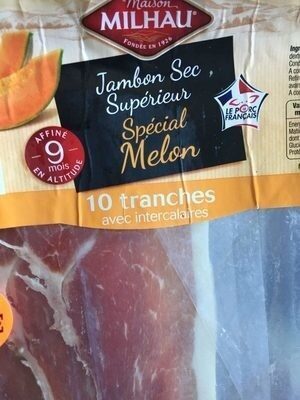 Maison
MILHAU
FONDÉE EN 1926
Jambon Sec
Supérieur
Spécial
Melon
LE PORC
FRANÇAIS
AFFINÉ
9
mois
EN ALTITUDE
10 tranches
avec intercalaires